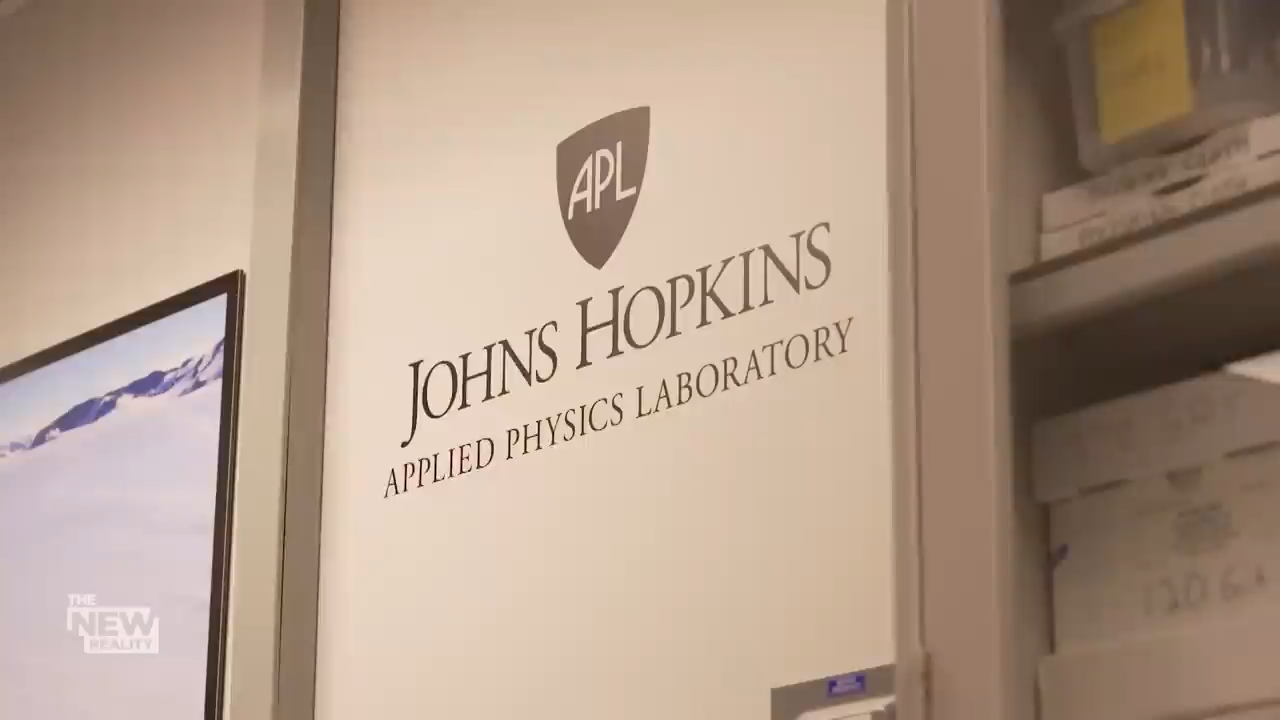 APL
JOHNS HOPKINS
APPLIED PHYSICS LABORATORY
THE
NEW
REALITY